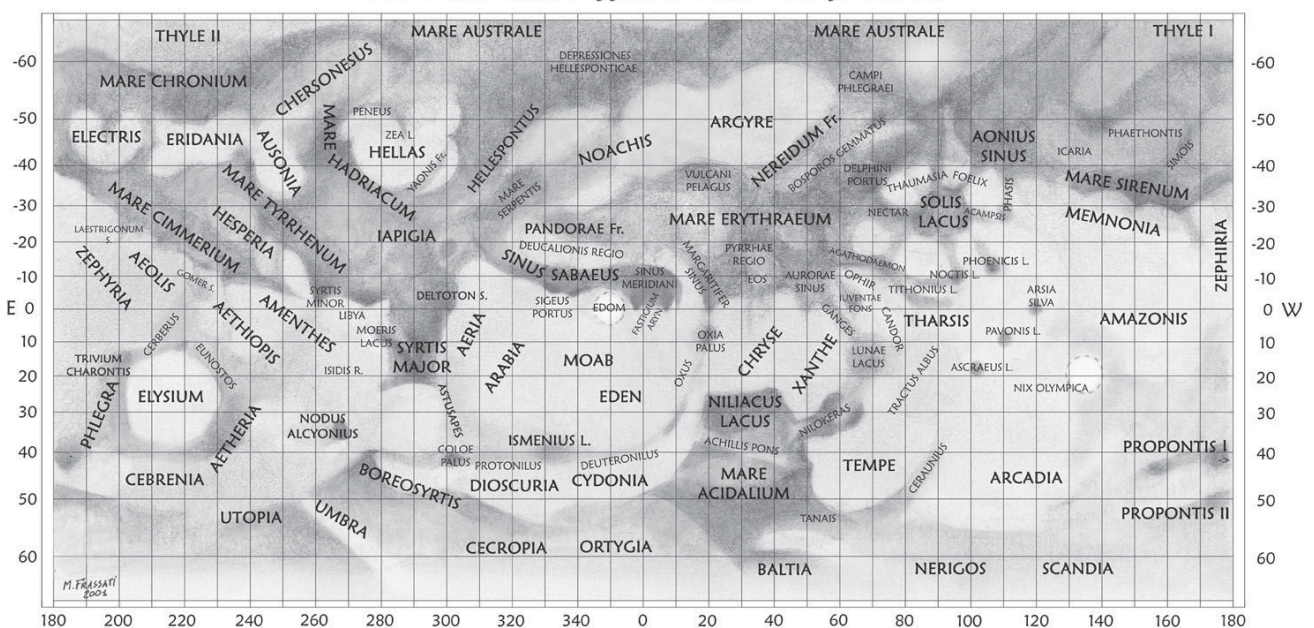 THYLE II
MARE AUSTRALE
MARE AUSTRALE
THYLE I
DEPRESSIONES
HELLESPONTICAE
-60
-60
MARE CHRONIUM
CHERSONESUS
CAMPI
PHLEGRAEI
-50
-50
PENEUS
ELECTRIS
ERIDANIA
AUSONIA
MARE HADRIACUM
ZEA L.
HELLAS
YAONIS Fr.
HELLESPONTUS
NOACHIS
ARGYRE
NEREIDUM Fr.
BOSPOROS GEMMATUS
AONIUS
SINUS
PHAETHONTIS
ICARIA
SIMOIS
-40
-40
MARE TYRRHENUM
VULCANI
PELAGUS
DELPHINI
PORTUS
THAUMASIA FOELIX
PHASIS
MARE SIRENUM
MARE CIMMERIUM
MARE
SERPENTIS
-30
-30
HESPERIA
SOLIS
LACUS
MARE ERYTHRAEUM
NECTAR
ACAMPSIS
MEMNONIA
LAESTRIGONUM
S.
IAPIGIA
PANDORAE Fr.
-20
-20
DEUCALIONIS REGIO
PYRRHAE
REGIO
AGATHODAEMON
PHOENICIS L.
ZEPHIRIA
ZEPHYRIA
AEOLIS
GOMER S.
SINUS SABAEUS
SINUS
MERIDIANI
MARGARITIFER
SINUS
EOS
AURORAE
SINUS
OPHIR
NOCTIS L.
TITHONIUS L.
-10
-10
SYRTIS
MINOR
DELTOTON S.
SIGEUS
PORTUS
EDOM
FASTIGIUM
ARYN
IUVENTAE
FONS
ARSIA
SILVA
E
0
0
W
AETHIOPIS
AMENTHES
LIBYA
GANGES
CANDOR
THARSIS
AMAZONIS
CERBERUS
MOERIS
LACUS
AERIA
OXIA
PALUS
CHRYSE
XANTHE
PAVONIS L.
10
10
EUNOSTOS
SYRTIS
MAJOR
ARABIA
MOAB
OXUS
LUNAE
LACUS
TRACTUS ALBUS
TRIVIUM
CHARONTIS
ISIDIS R.
ASCRAEUS L.
20
20
NIX OLYMPICA
PHLEGRA
ELYSIUM
ASTUSAPES
EDEN
NILIACUS
LACUS
30
30
AETHERIA
NODUS
ALCYONIUS
NILOKERAS
ISMENIUS L.
ACHILLIS PONS
PROPONTIS I
->
40
40
COLOE
PALUS
PROTONILUS
DEUTERONILUS
TEMPE
CERAUNIUS
CEBRENIA
BOREOSYRTIS
DIOSCURIA
CYDONIA
MARE
ACIDALIUM
ARCADIA
50
50
UTOPIA
UMBRA
TANAIS
PROPONTIS II
CECROPIA
ORTYGIA
60
60
BALTIA
NERIGOS
SCANDIA
M. FRASSATI
2001
180
200
220
240
260
280
300
320
340
0
20
40
60
80
100
120
140
160
180